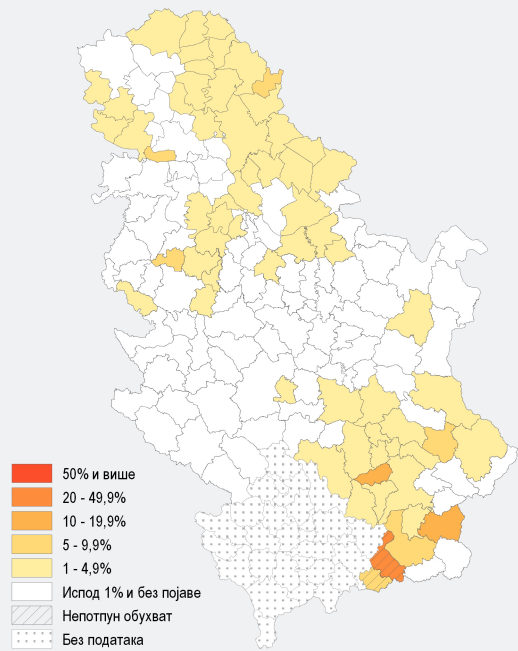 50% и више
20 - 49,9%
10 - 19,9%
5 - 9,9%
1 - 4,9%
Испод 1% и без појаве
Непотпун обухват
Без података